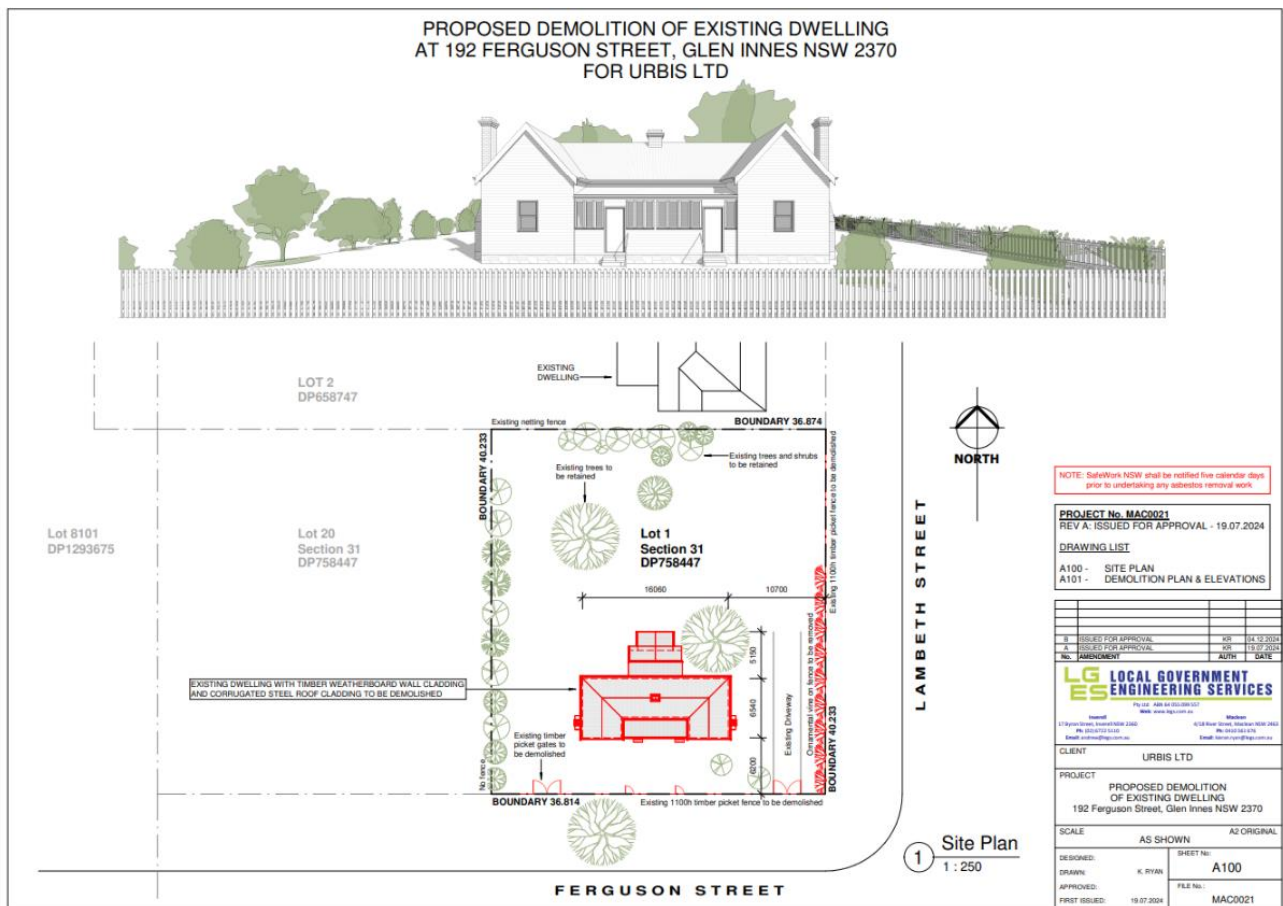 PROPOSED DEMOLITION OF EXISTING DWELLING
AT 192 FERGUSON STREET, GLEN INNES NSW 2370
FOR URBIS LTD
EXISTING
DWELLING
LOT 2
DP658747
Existing netting fence
BOUNDARY 36.874
BOUNDARY 40.233
Existing trees to
be retained
Existing trees and shrubs
to be retained
Existing 1100h timber picket fence to be demolished
Lot 8101
DP1293675
Lot 20
Section 31
DP758447
Lot 1
Section 31
DP758447
16060
10700
5150
6540
6200
EXISTING DWELLING WITH TIMBER WEATHERBOARD WALL CLADDING
AND CORRUGATED STEEL ROOF CLADDING TO BE DEMOLISHED
Existing timber
picket gates to
be demolished
Existing Driveway
Ornamental vine on fence to be removed
BOUNDARY 40.233
No fence
BOUNDARY 36.814
Existing 1100h timber picket fence to be demolished
LAMBETH STREET
FERGUSON STREET
NORTH
1
Site Plan
1 : 250
NOTE: SafeWork NSW shall be notified five calendar days
prior to undertaking any asbestos removal work
PROJECT No. MAC0021
REV A: ISSUED FOR APPROVAL - 19.07.2024
DRAWING LIST
A100 - SITE PLAN
A101 - DEMOLITION PLAN & ELEVATIONS
B ISSUED FOR APPROVAL KR 04.12.2024
A ISSUED FOR APPROVAL KR 19.07.2024
No. AMENDMENT AUTH DATE
LG ES LOCAL GOVERNMENT
ENGINEERING SERVICES
Web: www.lges.com.au
Inverell
Maclean
CLIENT
URBIS LTD
PROJECT
PROPOSED DEMOLITION
OF EXISTING DWELLING
192 Ferguson Street, Glen Innes NSW 2370
SCALE
AS SHOWN
A2 ORIGINAL
DESIGNED:
DRAWN: K. RYAN
APPROVED:
FIRST ISSUED: 19.07.2024
SHEET No:
A100
FILE No.:
MAC0021